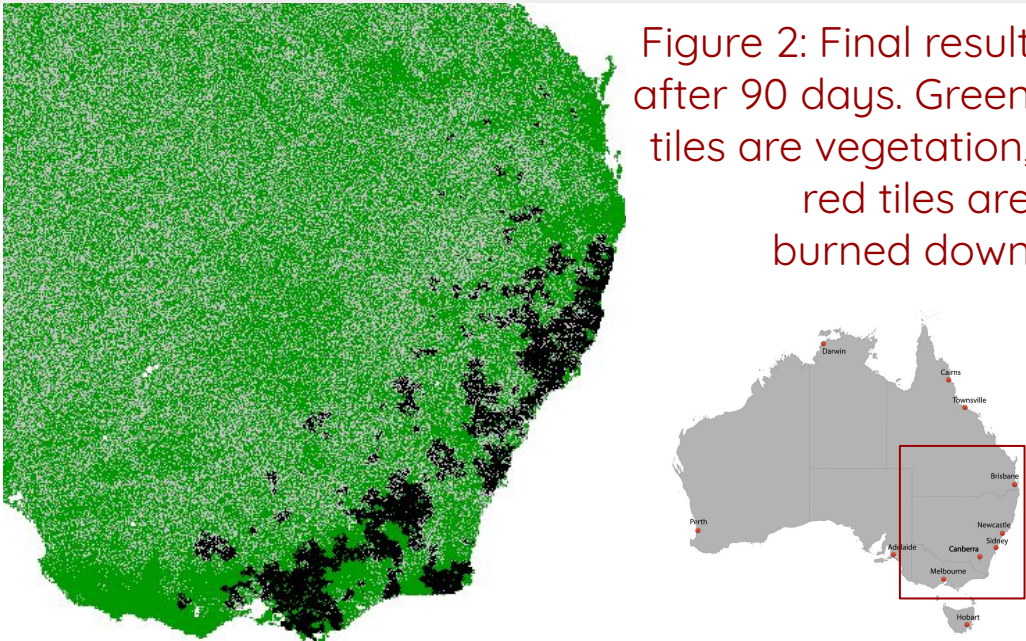 Figure 2: Final result
after 90 days. Green
tiles are vegetation,
red tiles are
burned down
Darwin
Cairns
Townsville
Brisbane
Perth
Newcastle
Sidney
Adelaide
Canberra
Melbourne
Hobart